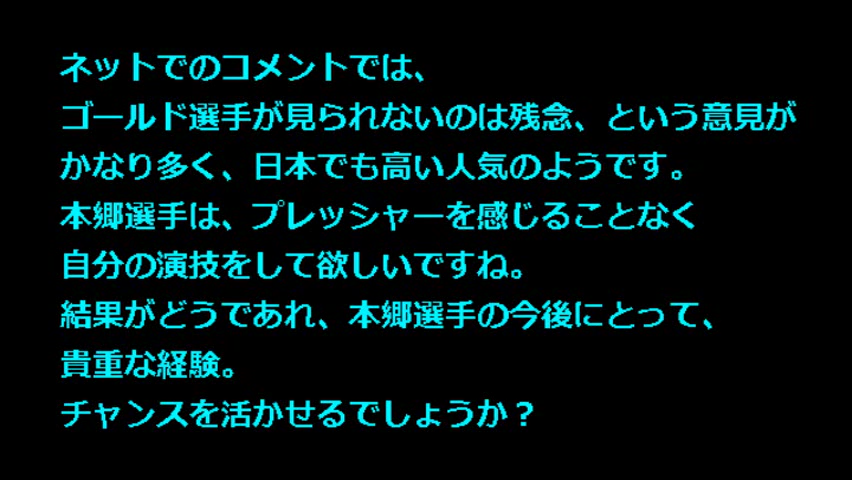 ネットでのコメントでは、
ゴールド選手が見られないのは残念、という意見が
かなり多く、日本でも高い人気のようです。
本郷選手は、プレッシャーを感じることなく
自分の演技をして欲しいですね。
結果がどうであれ、本郷選手の今後にとって、
貴重な経験。
チャンスを活かせるでしょうか？